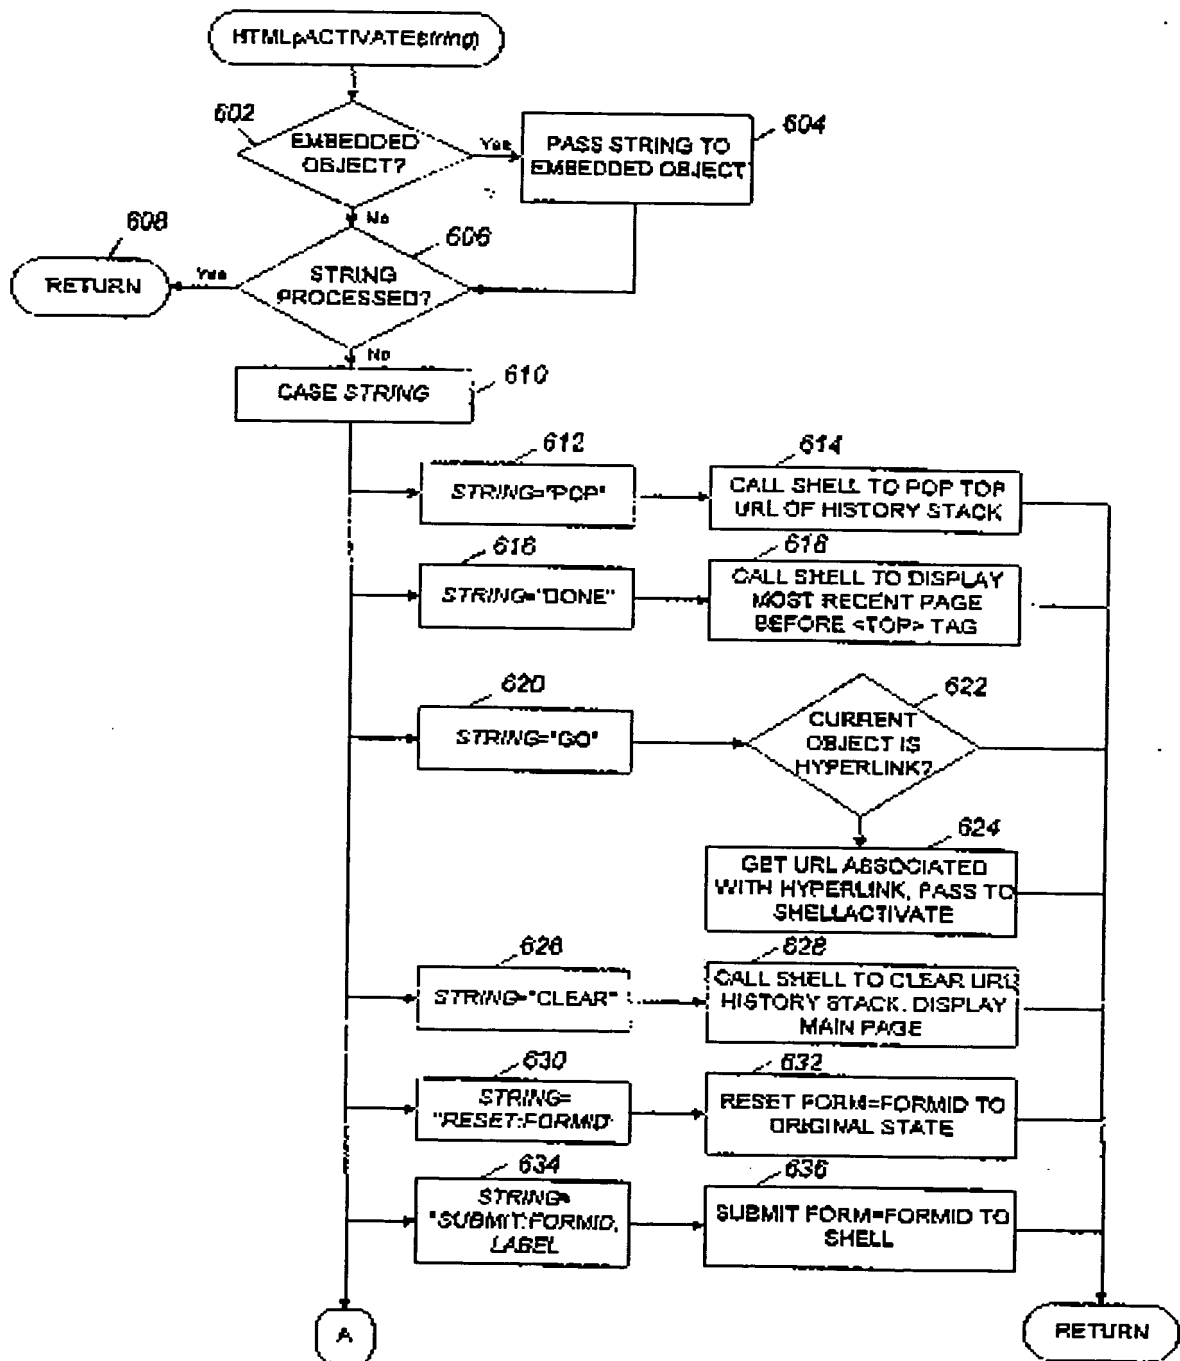 HTMLpACTIVATE(string)
602
EMBEDDED
OBJECT?
Yes
604
PASS STRING TO
EMBEDDED OBJECT
No
608
606
RETURN
Yes
STRING
PROCESSED?
No
610
CASE STRING
612
STRING="POP"
614
CALL SHELL TO POP TOP
URL OF HISTORY STACK
616
STRING="DONE"
618
CALL SHELL TO DISPLAY
MOST RECENT PAGE
BEFORE <TOP> TAG
620
STRING="GO"
622
CURRENT
OBJECT IS
HYPERLINK?
624
GET URL ASSOCIATED
WITH HYPERLINK, PASS TO
SHELLACTIVATE
626
STRING="CLEAR"
628
CALL SHELL TO CLEAR URL
HISTORY STACK. DISPLAY
MAIN PAGE
630
STRING=
"RESET:FORMID
632
RESET FORM=FORMID TO
ORIGINAL STATE
634
STRING=
"SUBMIT:FORMID,
LABEL
636
SUBMIT FORM=FORMID TO
SHELL
A
RETURN